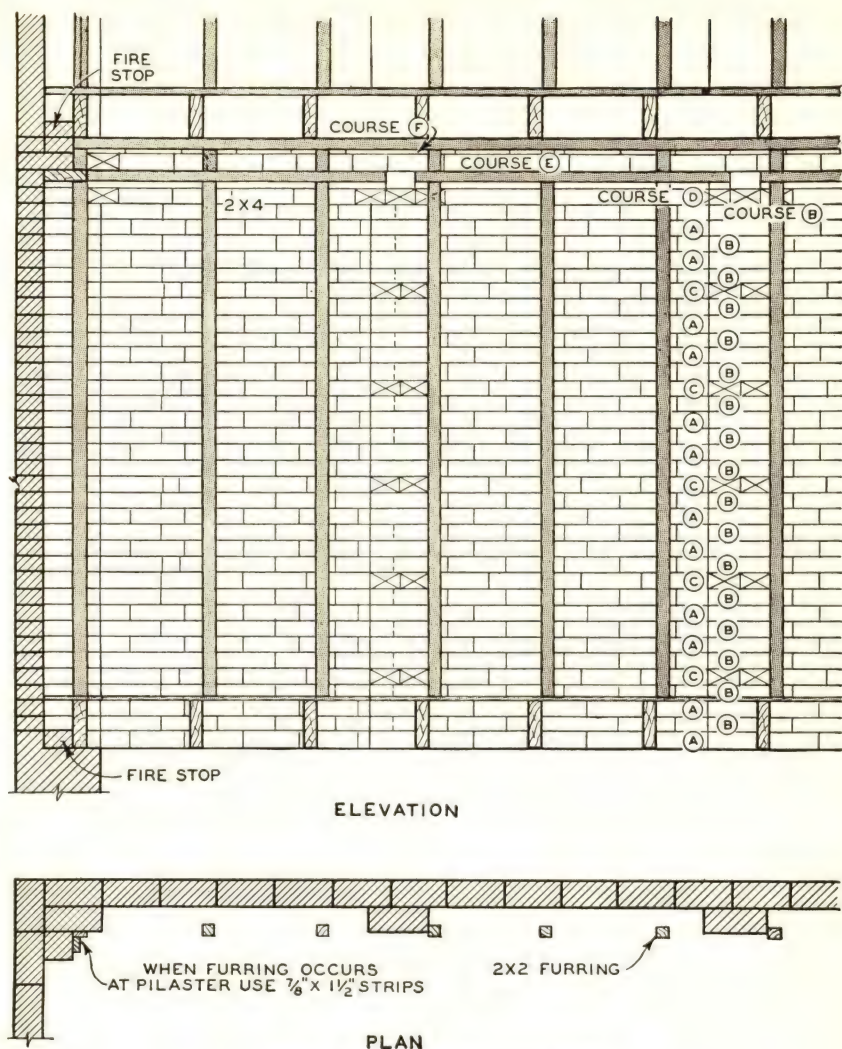 FIRE
STOP
COURSE F
COURSE E
2X4
COURSE D
COURSE B
A
B
A
B
C
B
A
B
A
B
C
B
A
B
A
B
C
B
A
B
A
B
C
B
A
B
A
B
C
B
A
B
A
FIRE STOP
ELEVATION
WHEN FURRING OCCURS
AT PILASTER USE 7/8" X 1 1/2" STRIPS
2X2 FURRING
PLAN